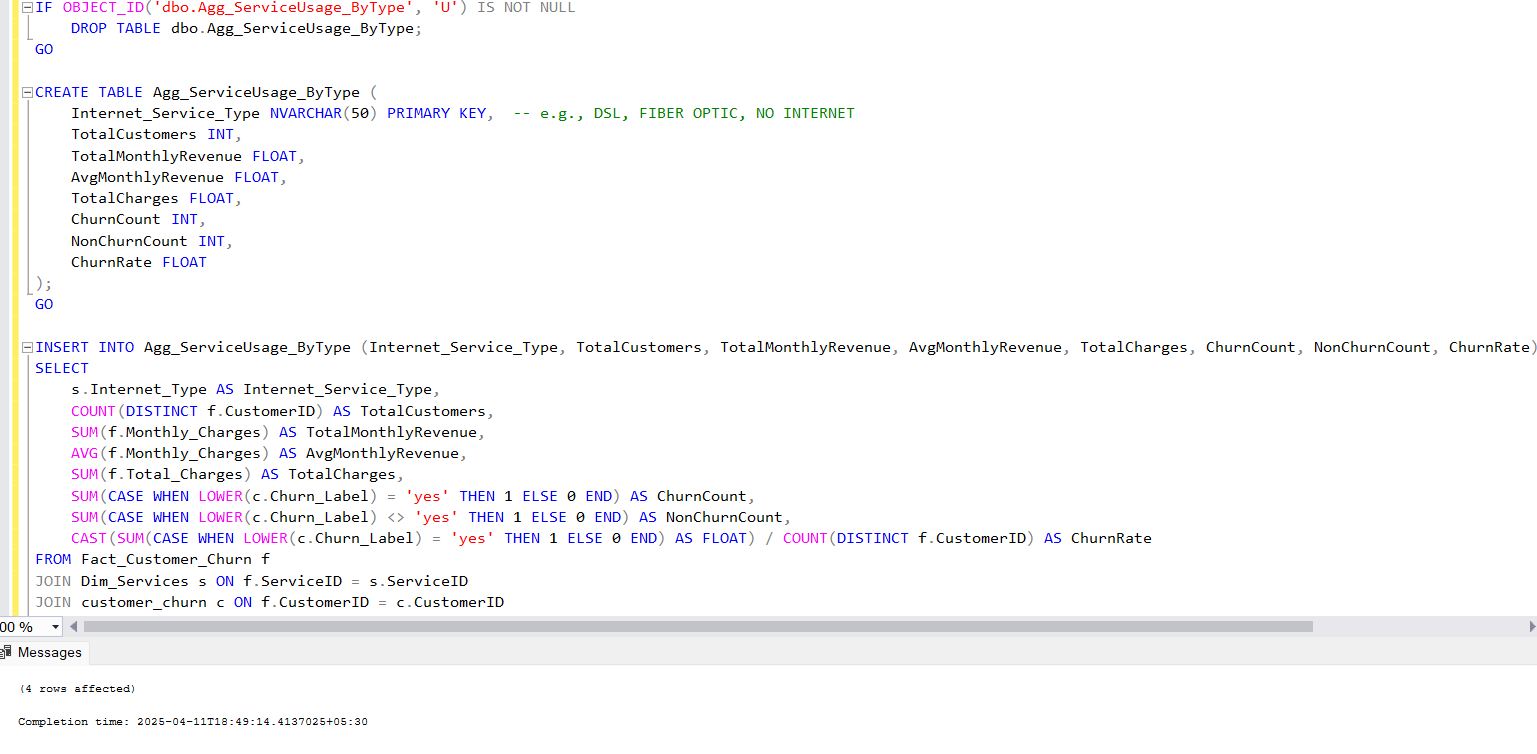 IF OBJECT_ID('dbo.Agg_ServiceUsage_ByType', 'U') IS NOT NULL
    DROP TABLE dbo.Agg_ServiceUsage_ByType;
GO

CREATE TABLE Agg_ServiceUsage_ByType (
    Internet_Service_Type NVARCHAR(50) PRIMARY KEY,  -- e.g., DSL, FIBER OPTIC, NO INTERNET
    TotalCustomers INT,
    TotalMonthlyRevenue FLOAT,
    AvgMonthlyRevenue FLOAT,
    TotalCharges FLOAT,
    ChurnCount INT,
    NonChurnCount INT,
    ChurnRate FLOAT
);
GO

INSERT INTO Agg_ServiceUsage_ByType (Internet_Service_Type, TotalCustomers, TotalMonthlyRevenue, AvgMonthlyRevenue, TotalCharges, ChurnCount, NonChurnCount, ChurnRate)
SELECT
    s.Internet_Type AS Internet_Service_Type,
    COUNT(DISTINCT f.CustomerID) AS TotalCustomers,
    SUM(f.Monthly_Charges) AS TotalMonthlyRevenue,
    AVG(f.Monthly_Charges) AS AvgMonthlyRevenue,
    SUM(f.Total_Charges) AS TotalCharges,
    SUM(CASE WHEN LOWER(c.Churn_Label) = 'yes' THEN 1 ELSE 0 END) AS ChurnCount,
    SUM(CASE WHEN LOWER(c.Churn_Label) <> 'yes' THEN 1 ELSE 0 END) AS NonChurnCount,
    CAST(SUM(CASE WHEN LOWER(c.Churn_Label) = 'yes' THEN 1 ELSE 0 END) AS FLOAT) / COUNT(DISTINCT f.CustomerID) AS ChurnRate
FROM Fact_Customer_Churn f
JOIN Dim_Services s ON f.ServiceID = s.ServiceID
JOIN customer_churn c ON f.CustomerID = c.CustomerID
00 %
Messages
(4 rows affected)
Completion time: 2025-04-11T18:49:14.4137025+05:30